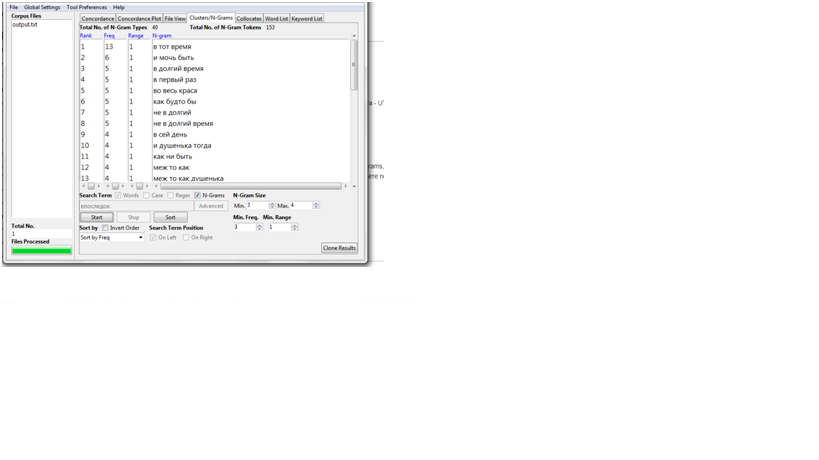 File Global Settings Tool Preferences Help
Corpus Files
output.txt
Concordance Concordance Plot File View Clusters/N-Grams Collocates Word List Keyword List
Total No. of N-Gram Types 40 Total No. of N-Gram Tokens 153
Rank Freq Range N-gram
1 13 1 в тот время
2 6 1 и мочь быть
3 5 1 в долгий время
4 5 1 в первый раз
5 5 1 во весь краса
6 5 1 как будто бы
7 5 1 не в долгий
8 5 1 не в долгий время
9 4 1 в сей день
10 4 1 и душенька тогда
11 4 1 как ни быть
12 4 1 меж то как
13 4 1 меж то как душенька
Search Term Words Case Regex N-Grams N-Gram Size
впоследок Advanced Min. 3 Max. 4
Start Stop Sort Min. Freq. Min. Range
Sort by Invert Order Search Term Position 3 1
Sort by Freq On Left On Right
Total No.
1
Files Processed
Clone Results